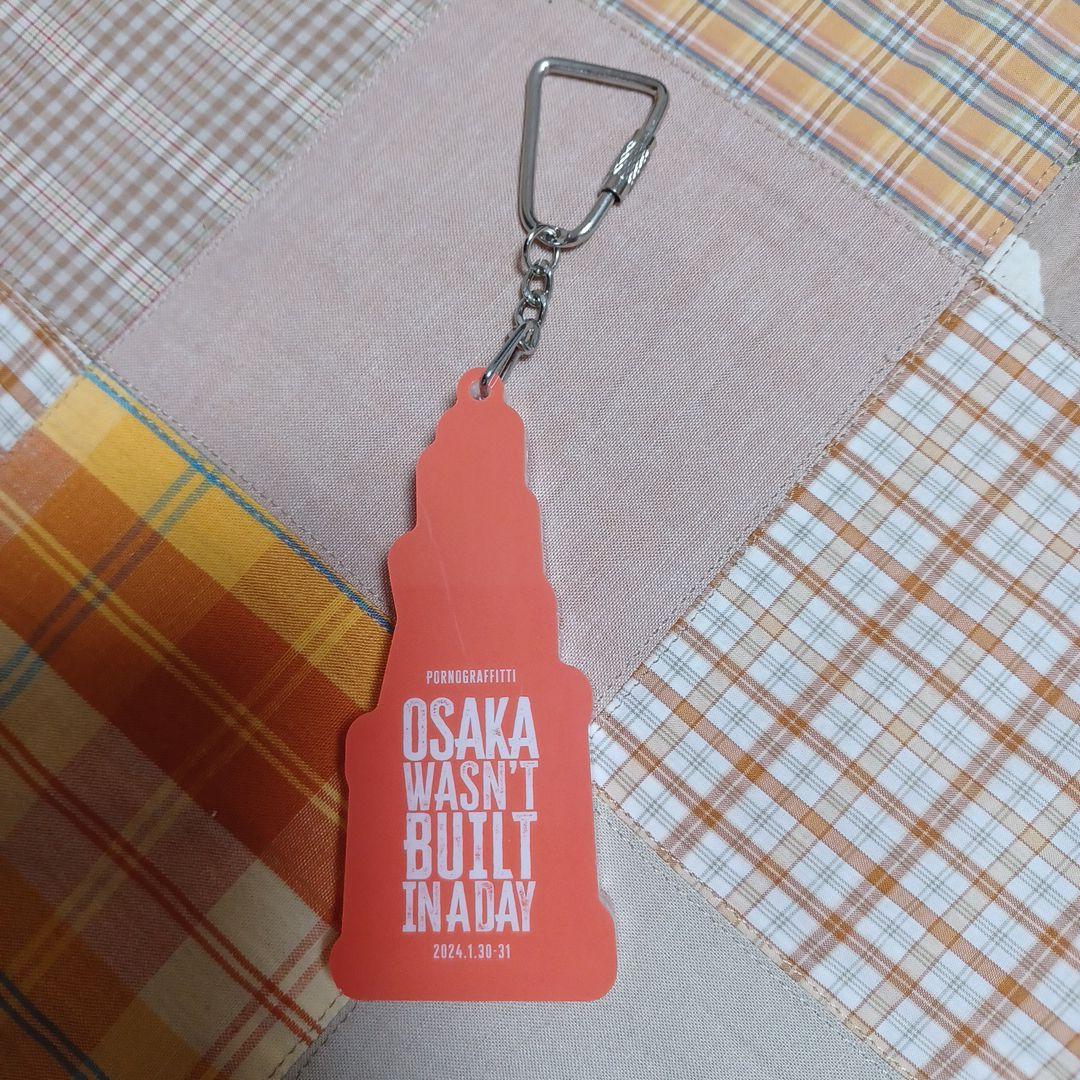 PORNOGRAFFITTI
OSAKA
WASN'T
BUILT
IN A DAY
2024.1.30-31